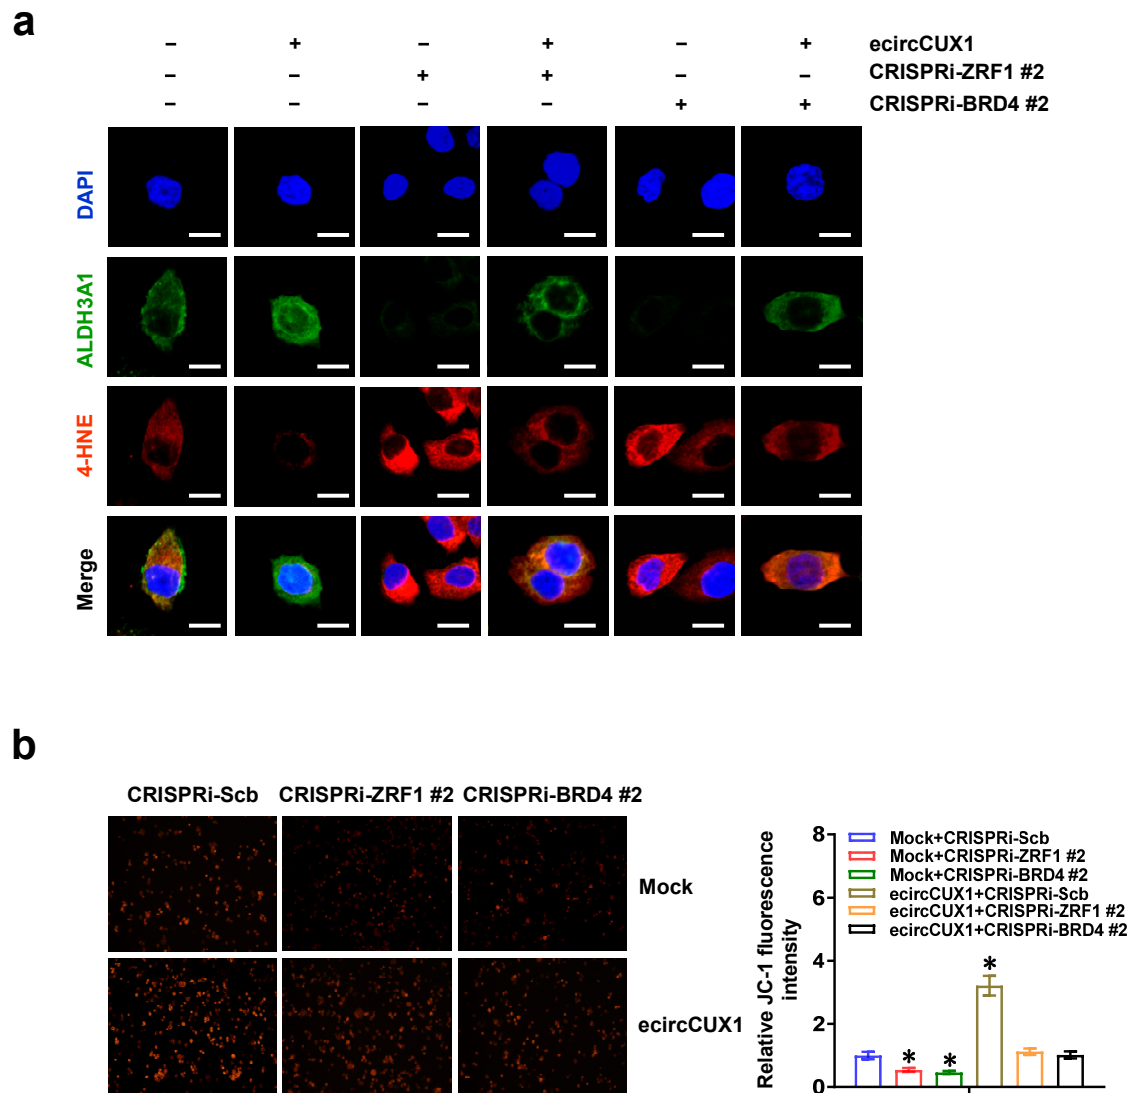 a
– + – + – + ecircCUX1
– – + + – – CRISPRi-ZRF1 #2
– – – – + + CRISPRi-BRD4 #2
DAPI
ALDH3A1
4-HNE
Merge
b
CRISPRi-Scb CRISPRi-ZRF1 #2 CRISPRi-BRD4 #2
Mock
ecircCUX1
Relative JC-1 fluorescence
intensity
8
6
4
2
0
Mock+CRISPRi-Scb
Mock+CRISPRi-ZRF1 #2
Mock+CRISPRi-BRD4 #2
ecircCUX1+CRISPRi-Scb
ecircCUX1+CRISPRi-ZRF1 #2
ecircCUX1+CRISPRi-BRD4 #2
* * *